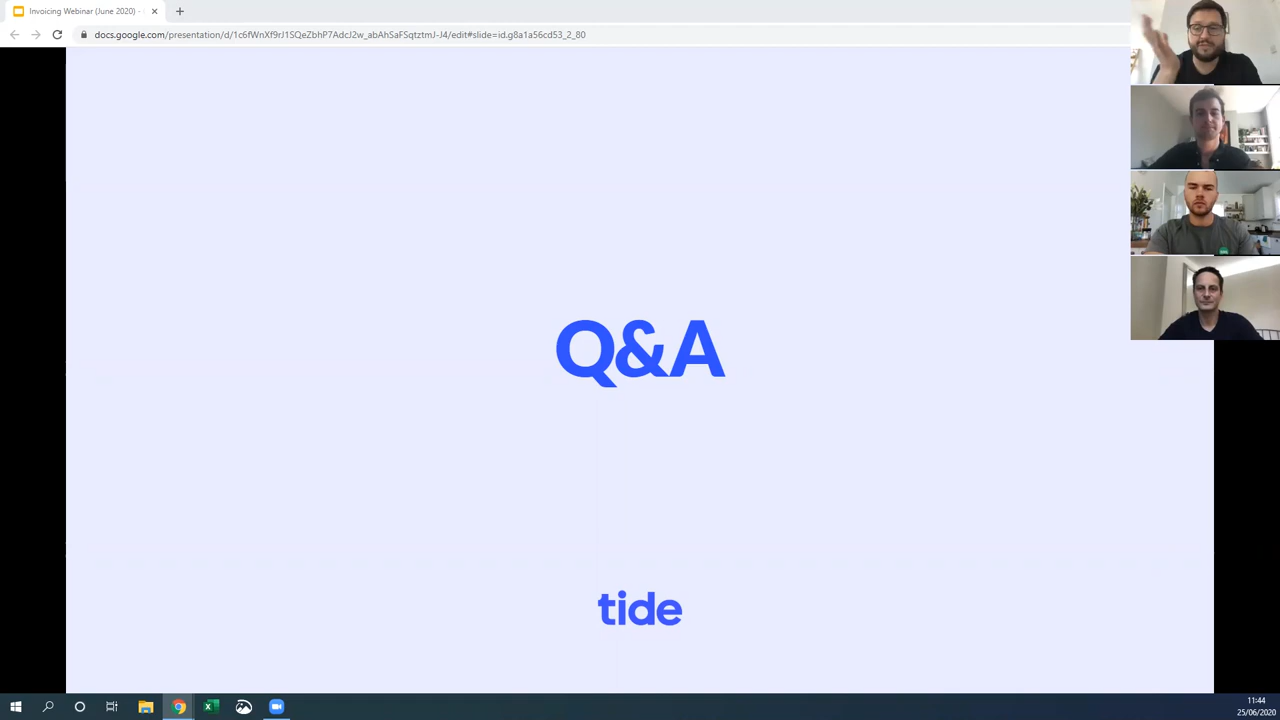 Invoicing Webinar (June 2020) -
docs.google.com/presentation/d/1c6fWnXf9rJ1SQeZbhP7AdcJ2w_abAhSaFSqtztmJ-J4/edit#slide=id.g8a1a56cd53_2_80
Q&A
tide
11:44
25/06/2020